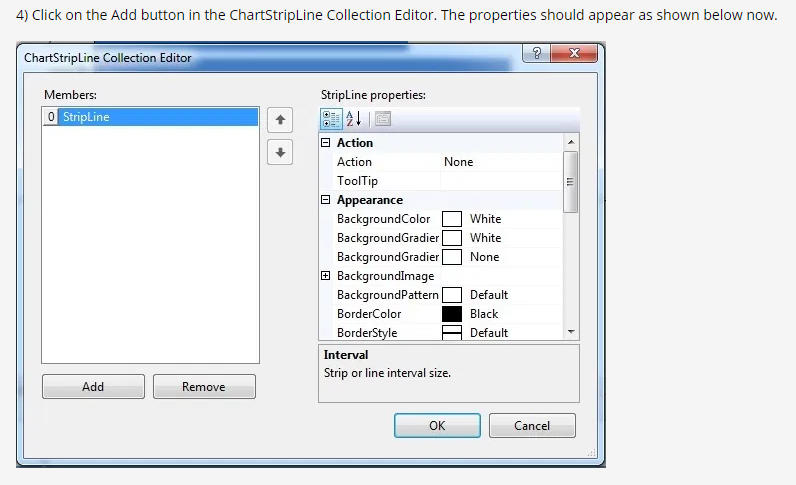 4) Click on the Add button in the ChartStripLine Collection Editor. The properties should appear as shown below now.
ChartStripLine Collection Editor
?
X
Members:
0 StripLine
Add
Remove
StripLine properties:
A
Z
Action
Action None
ToolTip
Appearance
BackgroundColor White
BackgroundGradier White
BackgroundGradier None
BackgroundImage
BackgroundPattern Default
BorderColor Black
BorderStyle Default
Interval
Strip or line interval size.
OK
Cancel